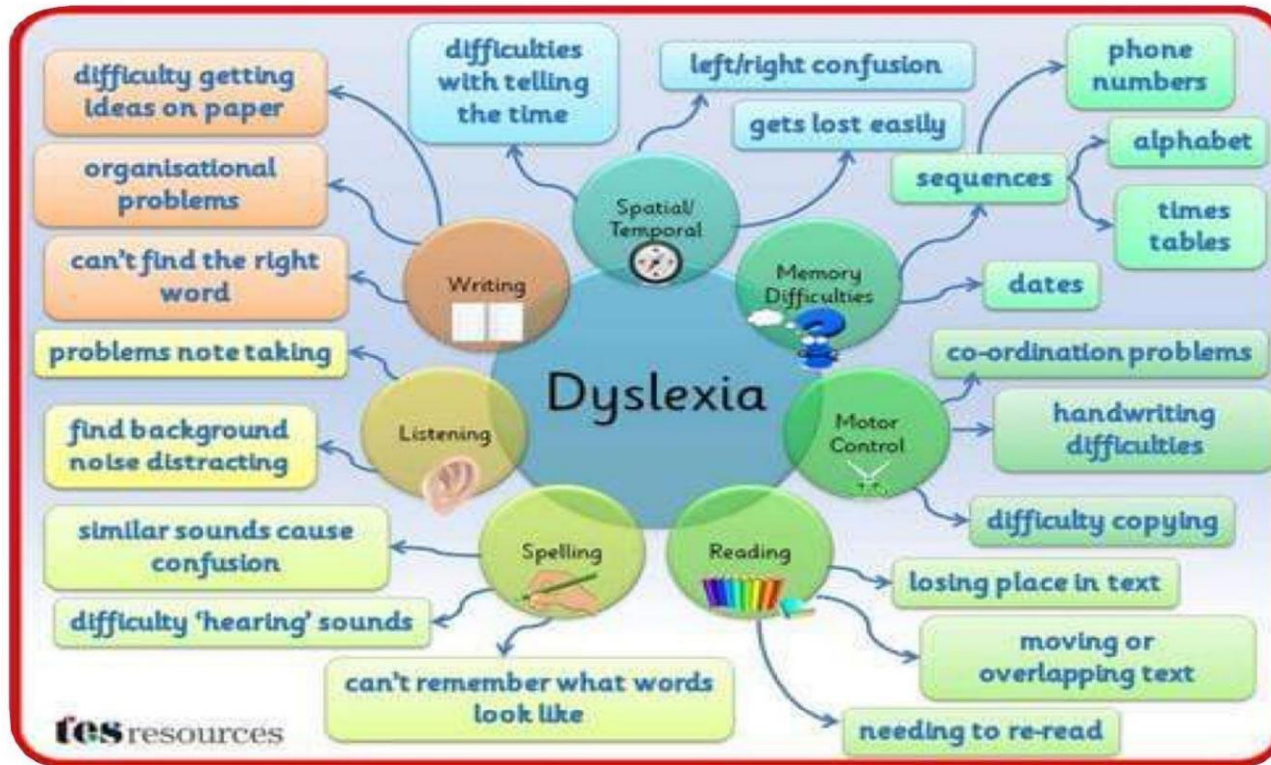 Dyslexia
Spatial/
Temporal
difficulties
with telling
the time
left/right confusion
gets lost easily
Memory
Difficulties
sequences
phone
numbers
alphabet
times
tables
dates
Motor
Control
co-ordination problems
handwriting
difficulties
difficulty copying
Reading
losing place in text
moving or
overlapping text
needing to re-read
Spelling
similar sounds cause
confusion
difficulty ‘hearing’ sounds
can't remember what words
look like
Listening
problems note taking
find background
noise distracting
Writing
difficulty getting
ideas on paper
organisational
problems
can't find the right
word
tes resources